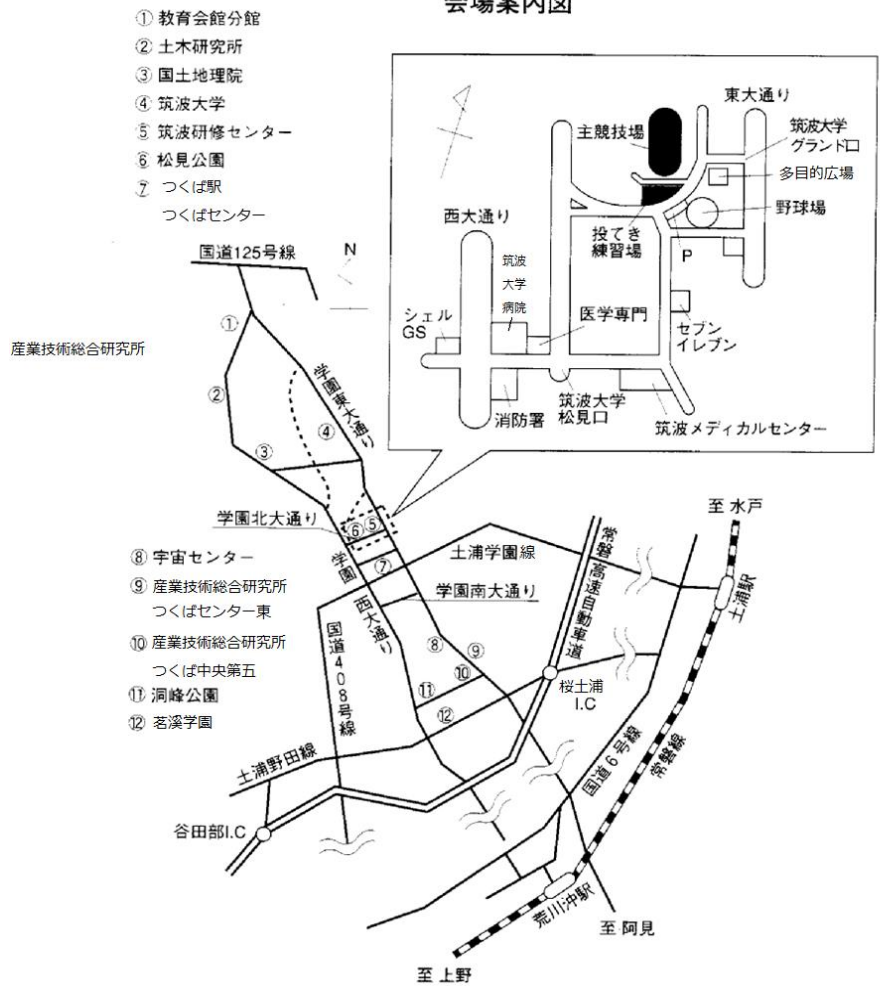 会場案内図
① 教育会館分館
② 土木研究所
③ 国土地理院
④ 筑波大学
⑤ 筑波研修センター
⑥ 松見公園
⑦ つくば駅
つくばセンター
東大通り
主競技場
筑波大学
グランド口
多目的広場
野球場
西大通り
投てき
練習場
P
筑波
大学
病院
シェル
GS
医学専門
セブン
イレブン
消防署
筑波大学
松見口
筑波メディカルセンター
国道125号線
N
①
産業技術総合研究所
②
学園東大通り
④
③
学園北大通り
⑥
⑤
学園
西大通り
⑦
土浦学園線
学園南大通り
常磐高速自動車道
至 水戸
土浦駅
⑧ 宇宙センター
⑨ 産業技術総合研究所
つくばセンター東
⑩ 産業技術総合研究所
つくば中央第五
⑪ 洞峰公園
⑫ 茗溪学園
国道408号線
⑧
⑨
⑩
⑪
⑫
桜土浦
I.C
土浦野田線
国道6号線
常磐線
谷田部I.C
荒川沖駅
至 阿見
至 上野